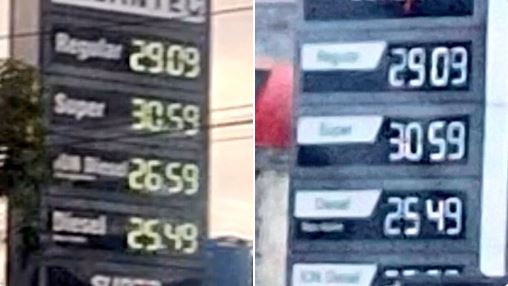 Regular 29.09
Super 30.59
ION Diesel 26.59
Diesel 25.49
Regular 29.09
Super 30.59
Diesel 25.49
ION Diesel